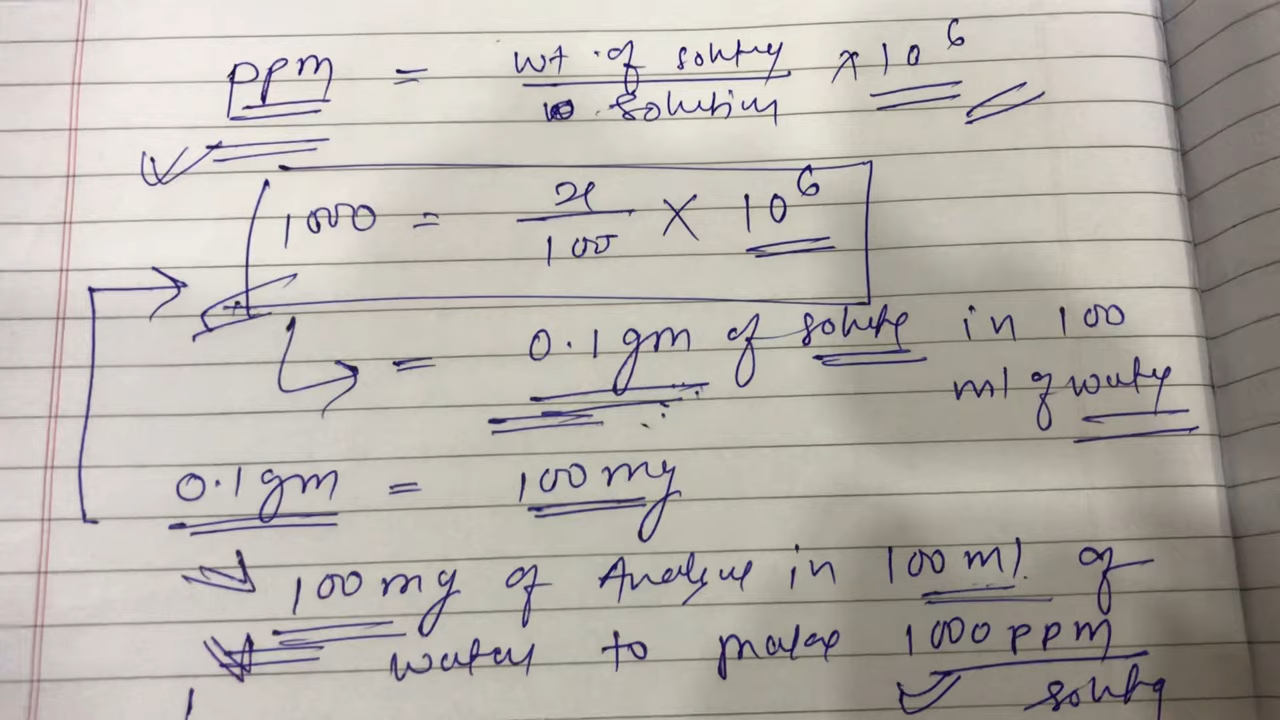 ppm = wt. of solute / solution × 10^6
1000 = x / 100 × 10^6
= 0.1 gm of solute in 100
ml of water
0.1 gm = 100 mg
100 mg of Analyte in 100 ml. of
water to make 1000 ppm